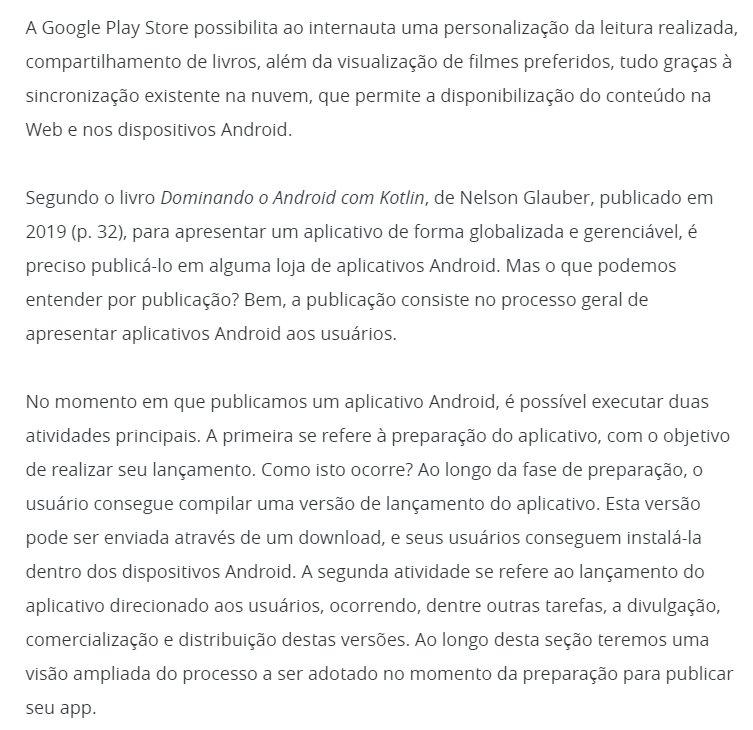 A Google Play Store possibilita ao internauta uma personalização da leitura realizada,
compartilhamento de livros, além da visualização de filmes preferidos, tudo graças à
sincronização existente na nuvem, que permite a disponibilização do conteúdo na
Web e nos dispositivos Android.
Segundo o livro Dominando o Android com Kotlin, de Nelson Glauber, publicado em
2019 (p. 32), para apresentar um aplicativo de forma globalizada e gerenciável, é
preciso publicá-lo em alguma loja de aplicativos Android. Mas o que podemos
entender por publicação? Bem, a publicação consiste no processo geral de
apresentar aplicativos Android aos usuários.
No momento em que publicamos um aplicativo Android, é possível executar duas
atividades principais. A primeira se refere à preparação do aplicativo, com o objetivo
de realizar seu lançamento. Como isto ocorre? Ao longo da fase de preparação, o
usuário consegue compilar uma versão de lançamento do aplicativo. Esta versão
pode ser enviada através de um download, e seus usuários conseguem instalá-la
dentro dos dispositivos Android. A segunda atividade se refere ao lançamento do
aplicativo direcionado aos usuários, ocorrendo, dentre outras tarefas, a divulgação,
comercialização e distribuição destas versões. Ao longo desta seção teremos uma
visão ampliada do processo a ser adotado no momento da preparação para publicar
seu app.